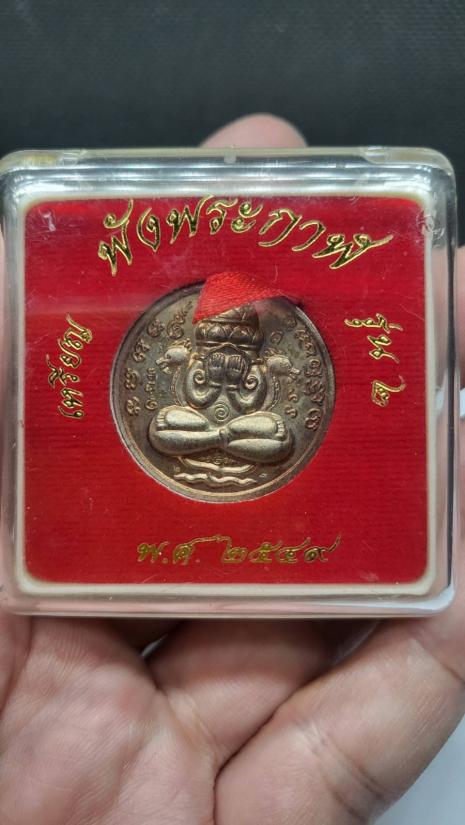 พังพระกาฬ
เหรียญ
รุ่น ๒
พ.ศ. ๒๕๔๙